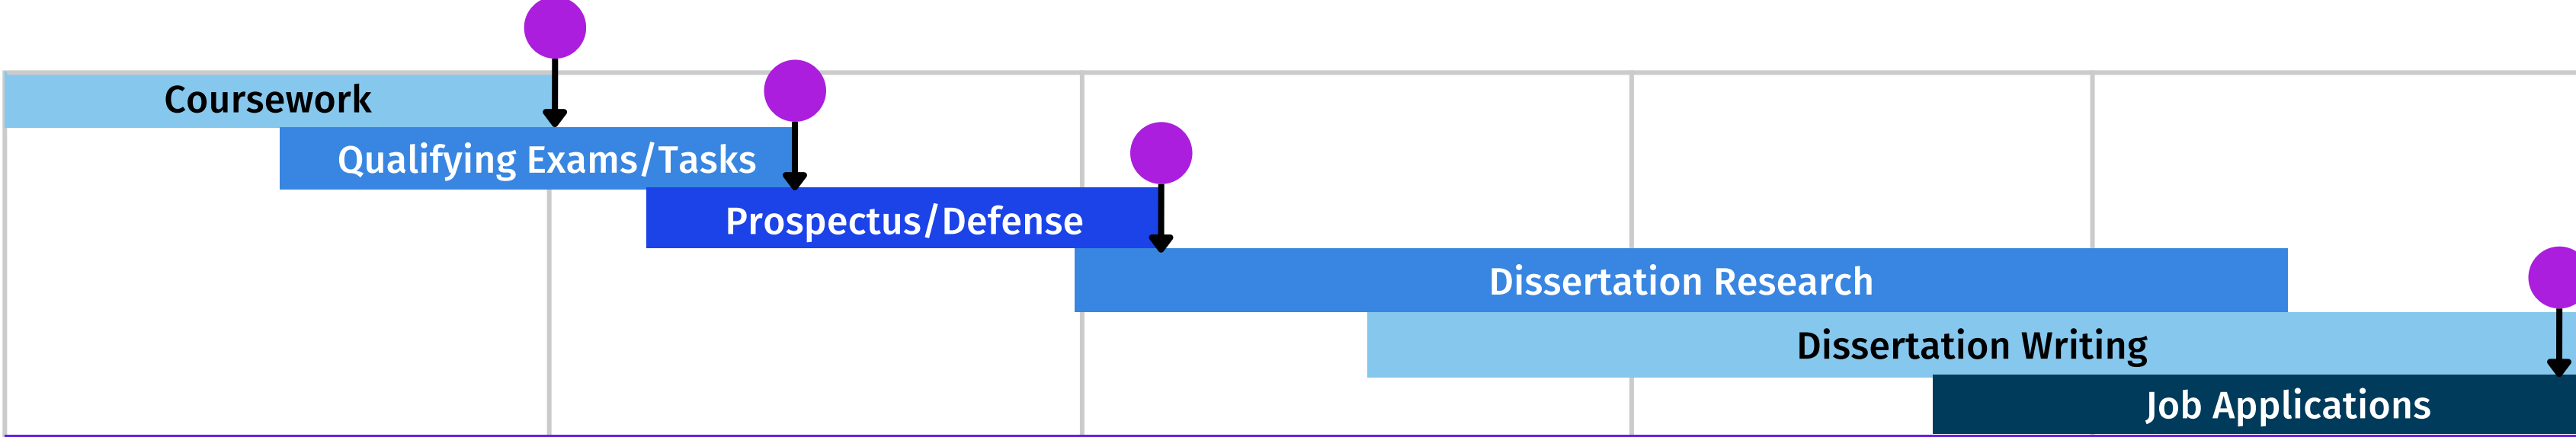 Coursework
Qualifying Exams/Tasks
Prospectus/Defense
Dissertation Research
Dissertation Writing
Job Applications